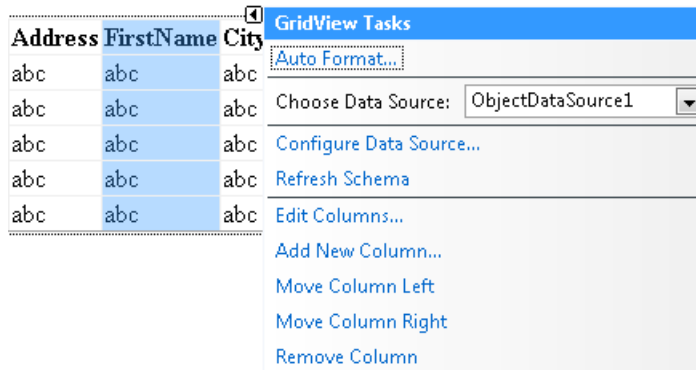 Address FirstName City
abc abc abc
abc abc abc
abc abc abc
abc abc abc
abc abc abc
GridView Tasks
Auto Format...
Choose Data Source: ObjectDataSource1
Configure Data Source...
Refresh Schema
Edit Columns...
Add New Column...
Move Column Left
Move Column Right
Remove Column